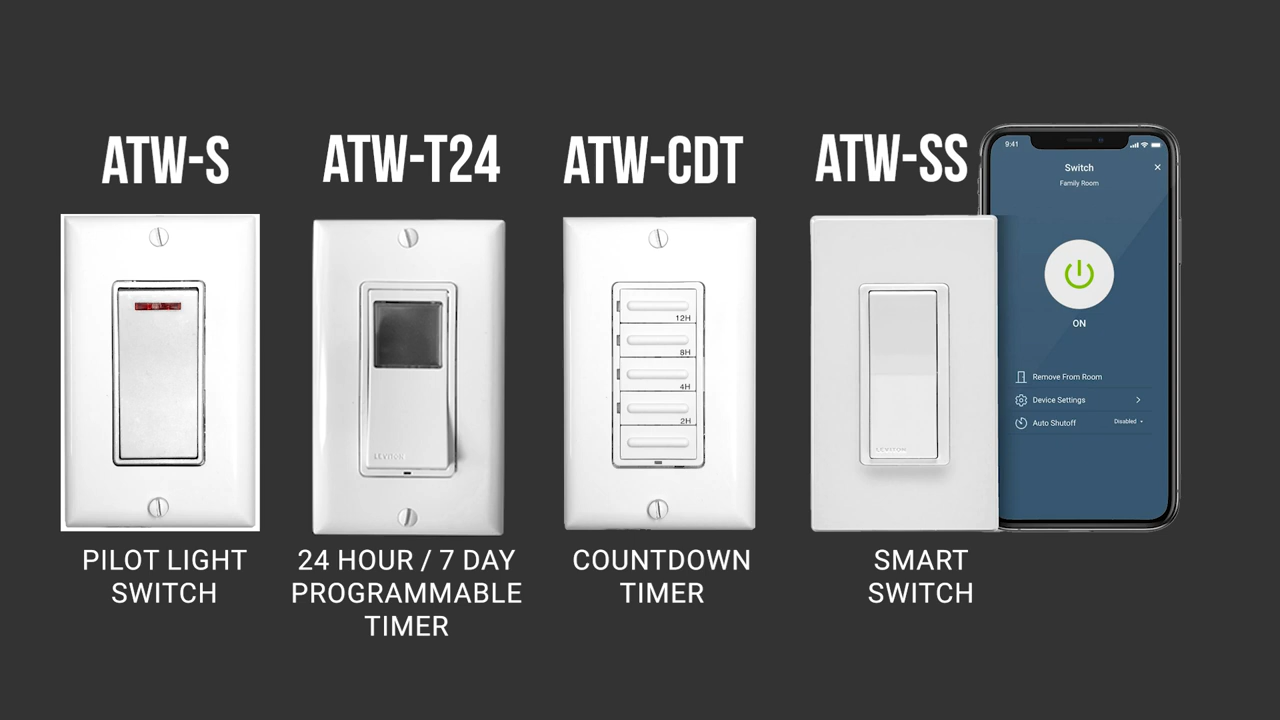 ATW-S
ATW-T24
ATW-CDT
ATW-SS
LEVITON
12H
8H
4H
2H
LEVITON
9:41
Switch
Family Room
ON
Remove From Room
Device Settings
Auto Shutoff
Disabled
PILOT LIGHT
SWITCH
24 HOUR / 7 DAY
PROGRAMMABLE
TIMER
COUNTDOWN
TIMER
SMART
SWITCH